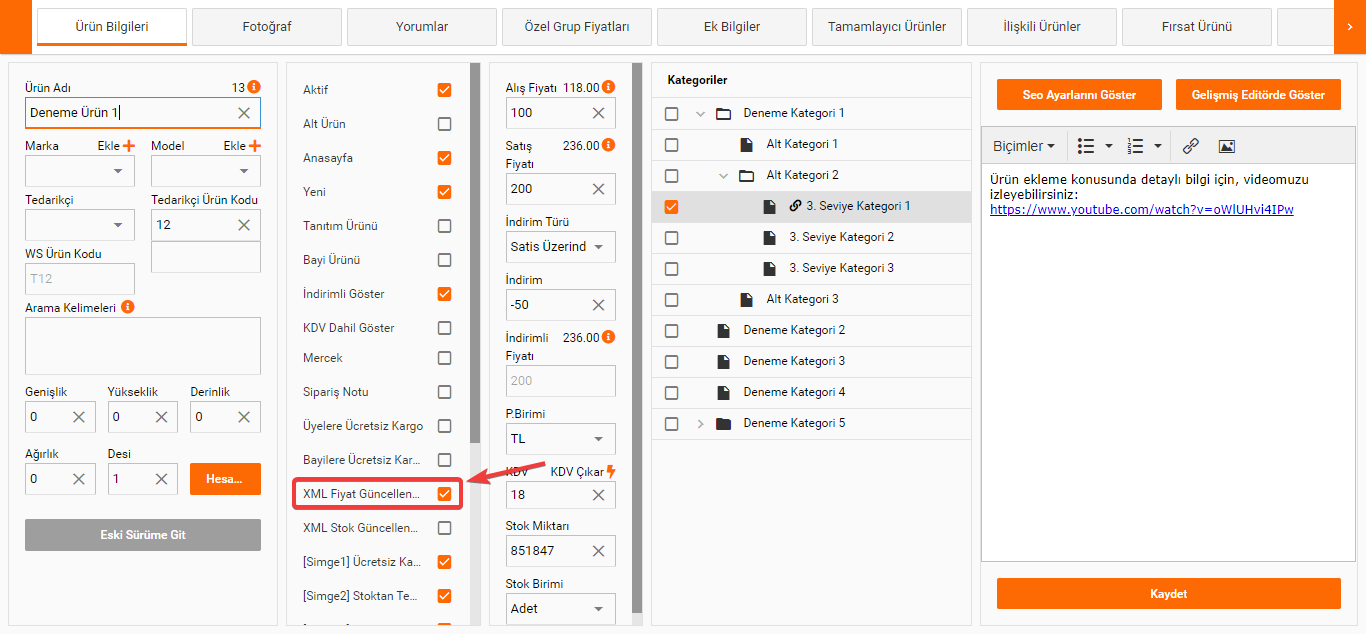 Ürün Bilgileri
Fotoğraf
Yorumlar
Özel Grup Fiyatları
Ek Bilgiler
Tamamlayıcı Ürünler
İlişkili Ürünler
Fırsat Ürünü
Ürün Adı 13
Deneme Ürün 1
Marka Ekle
Model Ekle
Tedarikçi
Tedarikçi Ürün Kodu
12
WS Ürün Kodu
T12
Arama Kelimeleri
Genişlik Yükseklik Derinlik
0 0 0
Ağırlık Desi
0 1 Hesa...
Eski Sürüme Git
Aktif
Alt Ürün
Anasayfa
Yeni
Tanıtım Ürünü
Bayi Ürünü
İndirimli Göster
KDV Dahil Göster
Mercek
Sipariş Notu
Üyelere Ücretsiz Kargo
Bayilere Ücretsiz Kar...
XML Fiyat Güncellen...
XML Stok Güncellen...
[Simge1] Ücretsiz Ka...
[Simge2] Stoktan Te...
Alış Fiyatı 118.00
100
Satış Fiyatı 236.00
200
İndirim Türü
Satis Üzerind
İndirim
-50
İndirimli Fiyatı 236.00
200
P.Birimi
TL
KDV KDV Çıkar
18
Stok Miktarı
851847
Stok Birimi
Adet
Kategoriler
Deneme Kategori 1
Alt Kategori 1
Alt Kategori 2
3. Seviye Kategori 1
3. Seviye Kategori 2
3. Seviye Kategori 3
Alt Kategori 3
Deneme Kategori 2
Deneme Kategori 3
Deneme Kategori 4
Deneme Kategori 5
Seo Ayarlarını Göster
Gelişmiş Editörde Göster
Biçimler
Ürün ekleme konusunda detaylı bilgi için, videomuzu
izleyebilirsiniz:
https://www.youtube.com/watch?v=oWlUHvi4IPw
Kaydet